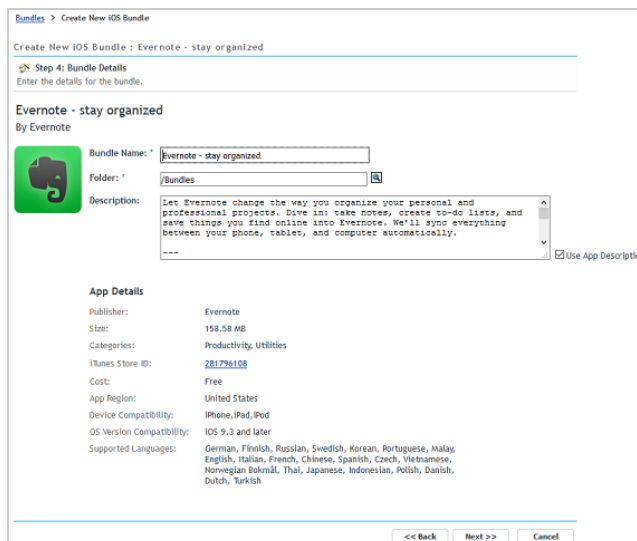 Bundles > Create New iOS Bundle
Create New iOS Bundle : Evernote - stay organized
Step 4: Bundle Details
Enter the details for the bundle.
Evernote - stay organized
By Evernote
Bundle Name: * Evernote - stay organized
Folder: * /Bundles
Description: Let Evernote change the way you organize your personal and
professional projects. Dive in: take notes, create to-do lists, and
save things you find online into Evernote. We'll sync everything
between your phone, tablet, and computer automatically.
---
Use App Descripti
App Details
Publisher: Evernote
Size: 158.58 MB
Categories: Productivity, Utilities
iTunes Store ID: 281796108
Cost: Free
App Region: United States
Device Compatibility: iPhone,iPad,iPod
OS Version Compatibility: iOS 9.3 and later
Supported Languages: German, Finnish, Russian, Swedish, Korean, Portuguese, Malay,
English, Italian, French, Chinese, Spanish, Czech, Vietnamese,
Norwegian Bokmål, Thai, Japanese, Indonesian, Polish, Danish,
Dutch, Turkish
<< Back Next >> Cancel